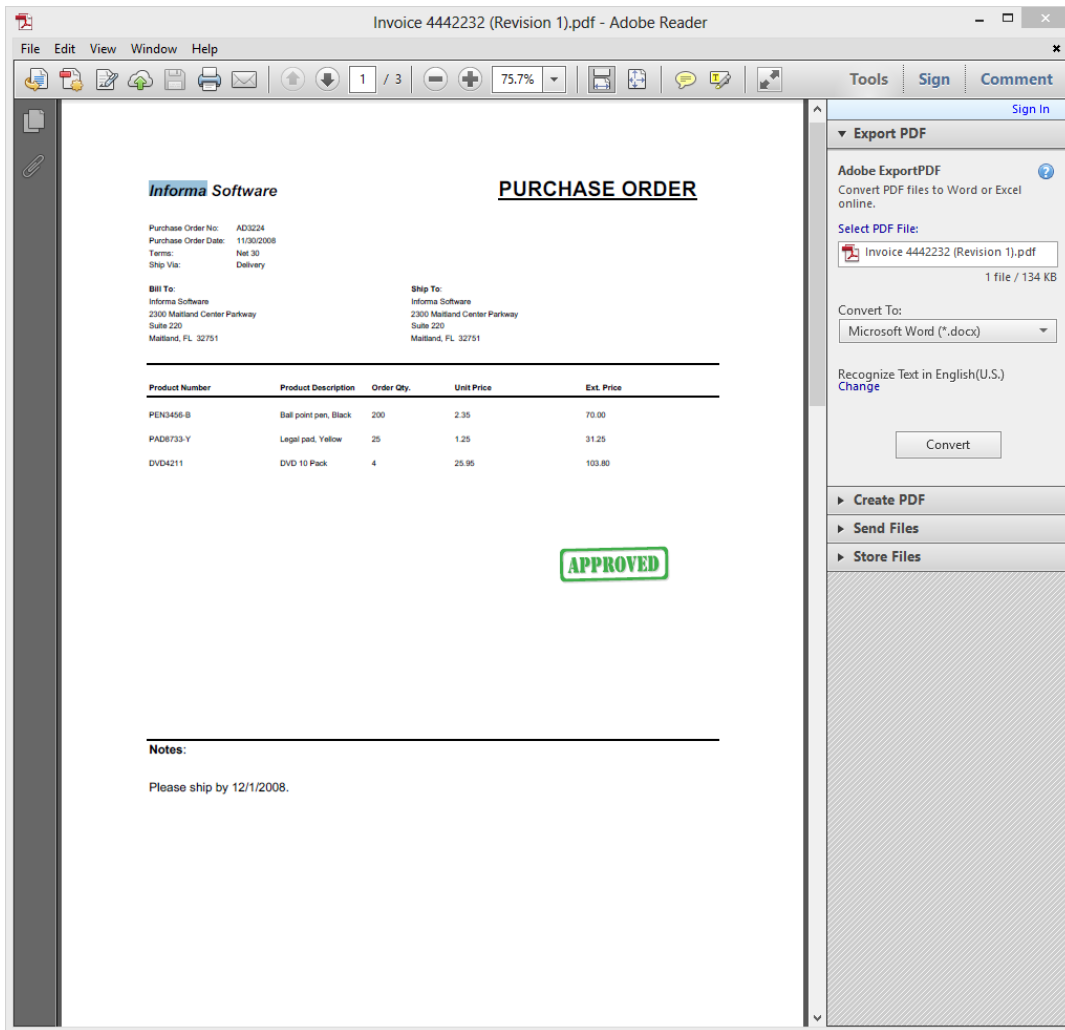 Invoice 4442232 (Revision 1).pdf - Adobe Reader
File Edit View Window Help
1 / 3 75.7% Tools Sign Comment
Sign In
Export PDF
Adobe ExportPDF
Convert PDF files to Word or Excel
online.
Select PDF File:
Invoice 4442232 (Revision 1).pdf
1 file / 134 KB
Convert To:
Microsoft Word (*.docx)
Recognize Text in English(U.S.)
Change
Convert
Create PDF
Send Files
Store Files
Informa Software PURCHASE ORDER
Purchase Order No: AD3224
Purchase Order Date: 11/30/2008
Terms: Net 30
Ship Via: Delivery
Bill To: Ship To:
Informa Software Informa Software
2300 Maitland Center Parkway 2300 Maitland Center Parkway
Suite 220 Suite 220
Maitland, FL 32751 Maitland, FL 32751
Product Number Product Description Order Qty. Unit Price Ext. Price
PEN3456-B Ball point pen, Black 200 2.35 70.00
PAD8733-Y Legal pad, Yellow 25 1.25 31.25
DVD4211 DVD 10 Pack 4 25.95 103.80
APPROVED
Notes:
Please ship by 12/1/2008.